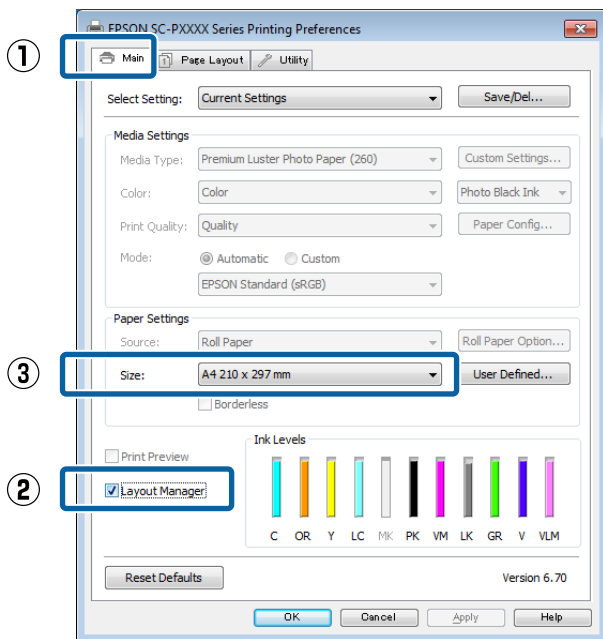 EPSON SC-PXXXX Series Printing Preferences
①
Main
Page Layout
Utility
Select Setting:
Current Settings
Save/Del...
Media Settings
Media Type:
Premium Luster Photo Paper (260)
Custom Settings...
Color:
Color
Photo Black Ink
Print Quality:
Quality
Paper Config...
Mode:
Automatic
Custom
EPSON Standard (sRGB)
Paper Settings
Source:
Roll Paper
Roll Paper Option...
③
Size:
A4 210 x 297 mm
User Defined...
Borderless
Print Preview
②
Layout Manager
Ink Levels
C OR Y LC MK PK VM LK GR V VLM
Reset Defaults
Version 6.70
OK
Cancel
Apply
Help